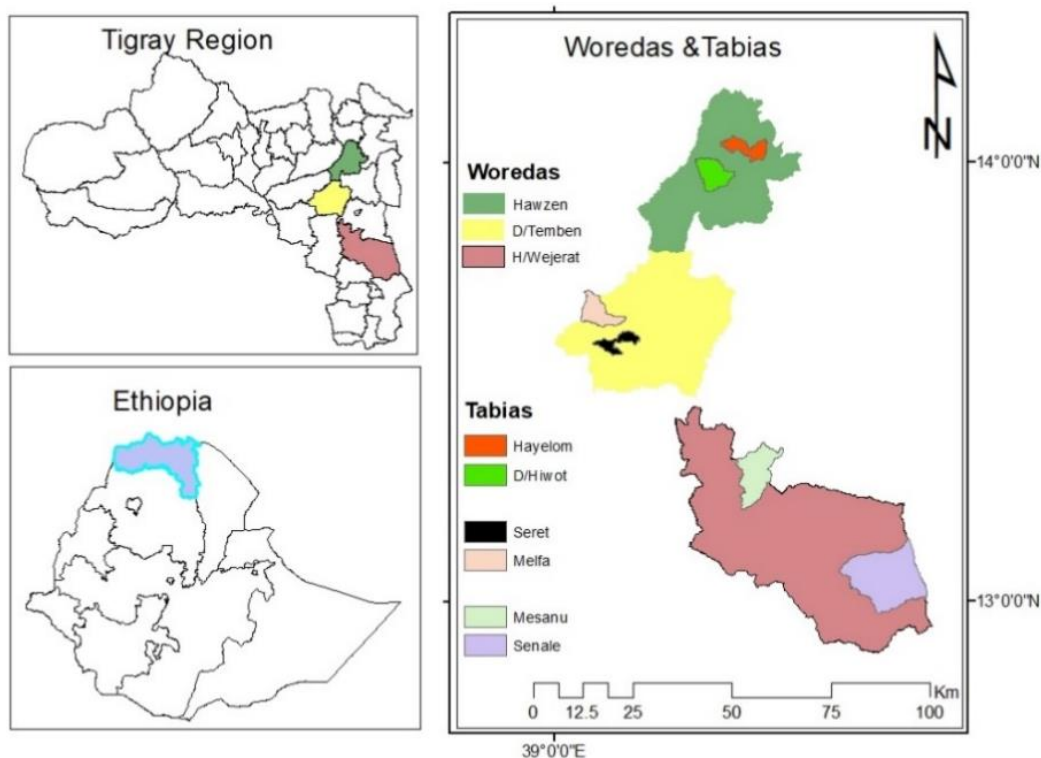 Tigray Region
Ethiopia
Woredas &Tabias
N
Woredas
Hawzen
D/Temben
H/Wejerat
Tabias
Hayelom
D/Hiwot
Seret
Melfa
Mesanu
Senale
14°0'0"N
13°0'0"N
Km
0 12.5 25 50 75 100
39°0'0"E